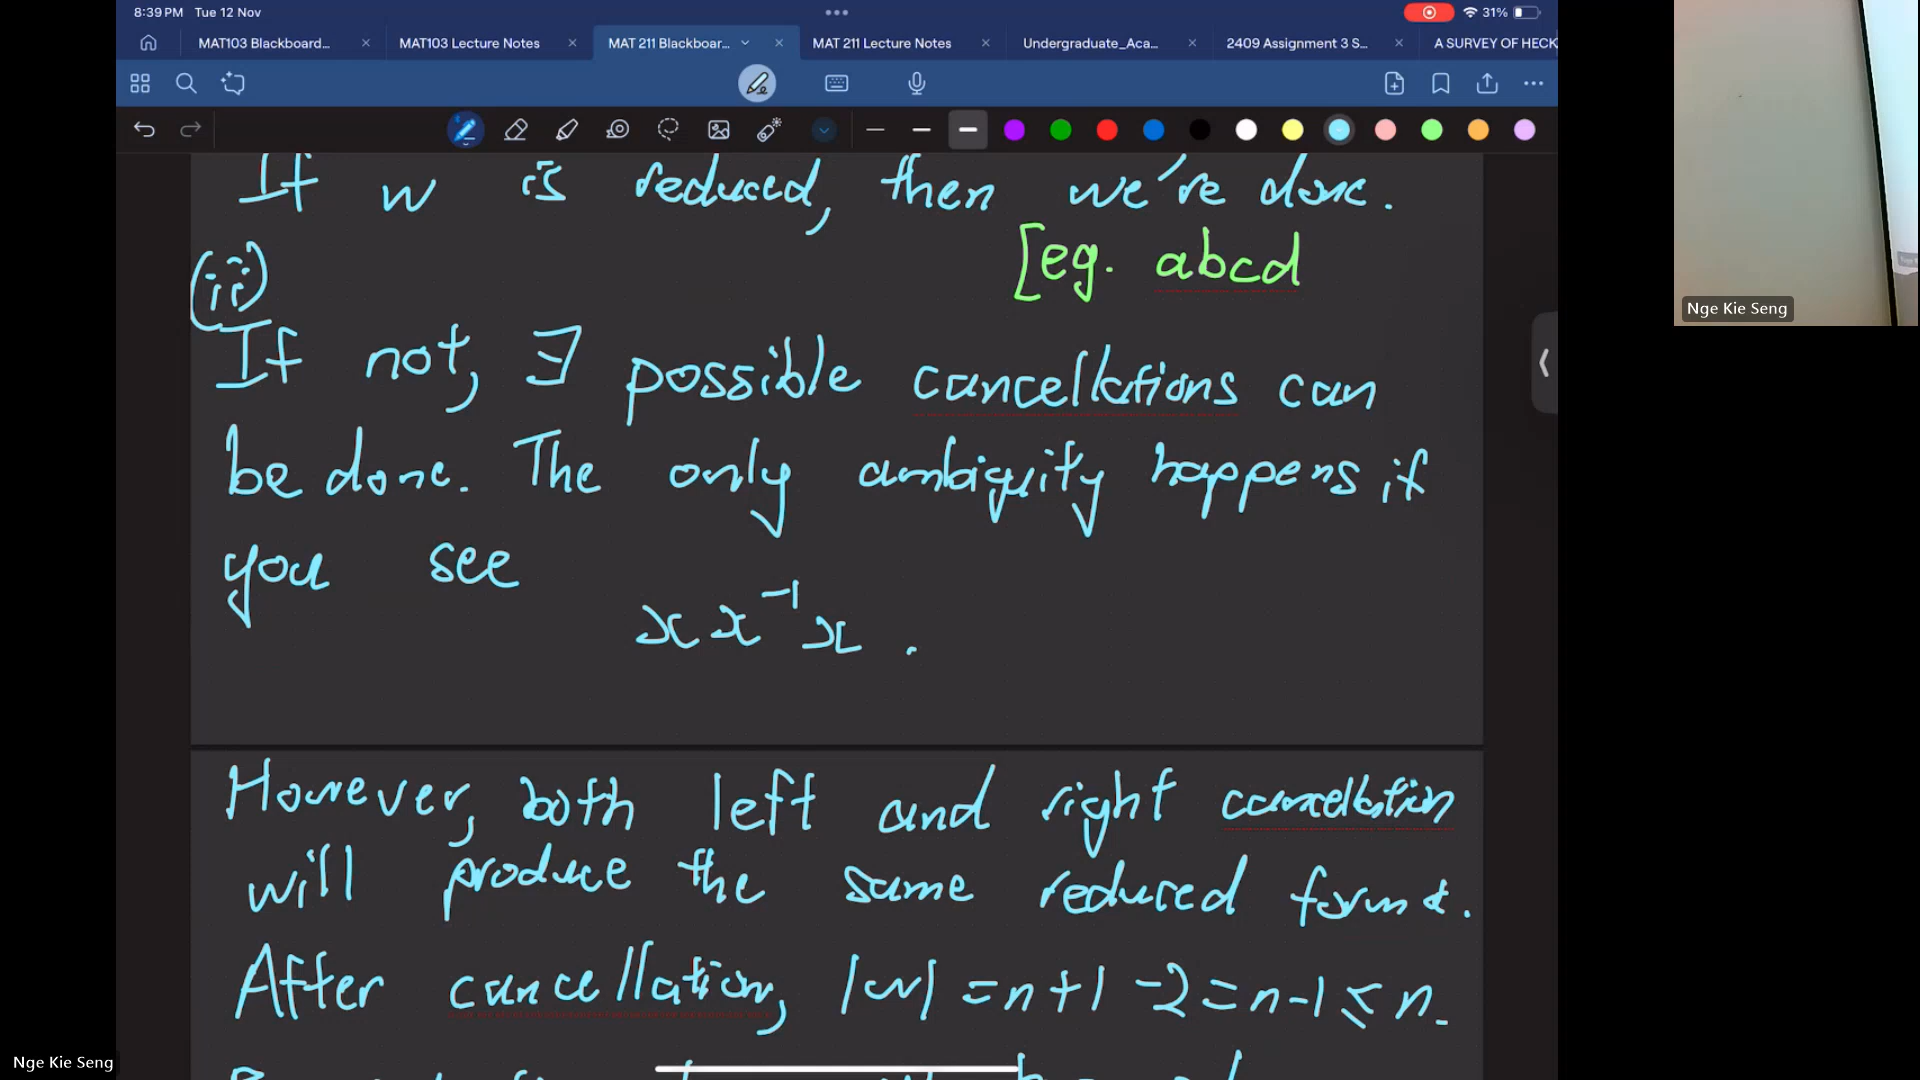 8:39 PM Tue 12 Nov
31%
MAT103 Blackboard... MAT103 Lecture Notes MAT 211 Blackboar... MAT 211 Lecture Notes Undergraduate_Aca... 2409 Assignment 3 S... A SURVEY OF HECK
If w is reduced, then we're done.
[eg. abcd
(ii)
If not, ∃ possible cancellations can
be done. The only ambiguity happens if
you see
x x⁻¹ x .
However, both left and right cancellation
will produce the same reduced form x.
After cancellation, |w| = n+1 -2 = n-1 ≤ n.
Nge Kie Seng
Nge Kie Seng